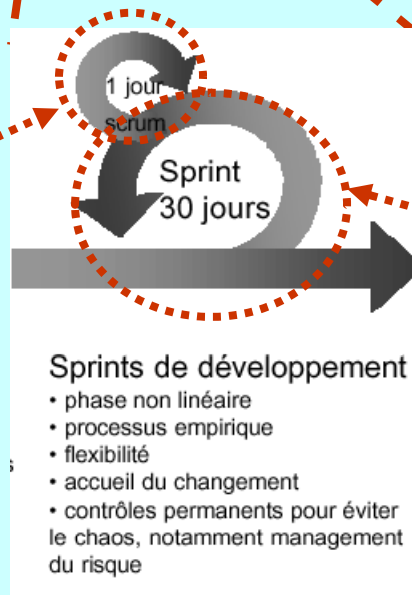 1 jour
scrum
Sprint
30 jours
Sprints de développement
• phase non linéaire
• processus empirique
• flexibilité
• accueil du changement
• contrôles permanents pour éviter
le chaos, notamment management
du risque